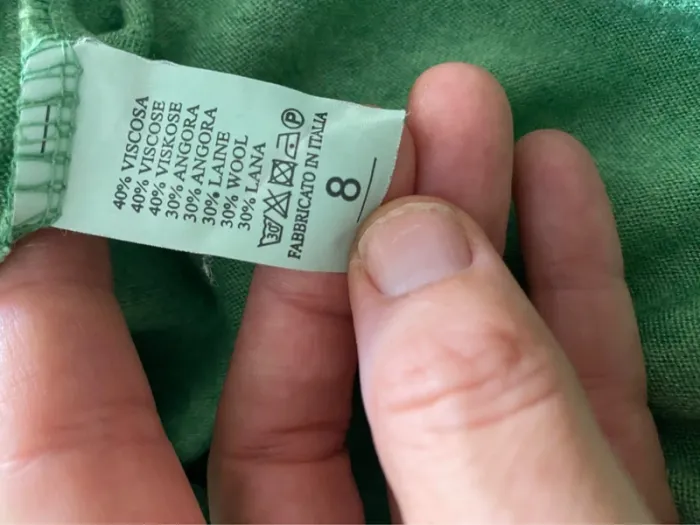 40% VISCOSA
40% VISCOSE
40% VISKOSE
30% ANGORA
30% ANGORA
30% LAINE
30% WOOL
30% LANA
30 P
FABBRICATO IN ITALIA
8